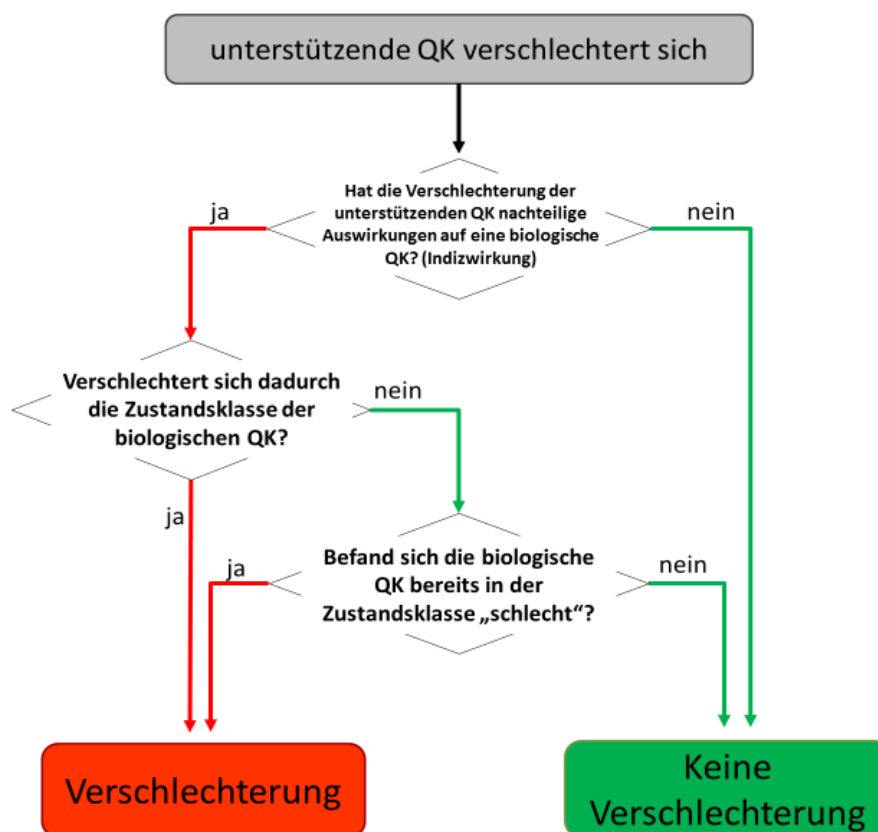 unterstützende QK verschlechtert sich
Hat die Verschlechterung der
unterstützenden QK nachteilige
Auswirkungen auf eine biologische
QK? (Indizwirkung)
ja
nein
Verschlechtert sich dadurch
die Zustandsklasse der
biologischen QK?
nein
ja
Befand sich die biologische
QK bereits in der
Zustandsklasse „schlecht“?
ja
nein
Verschlechterung
Keine
Verschlechterung